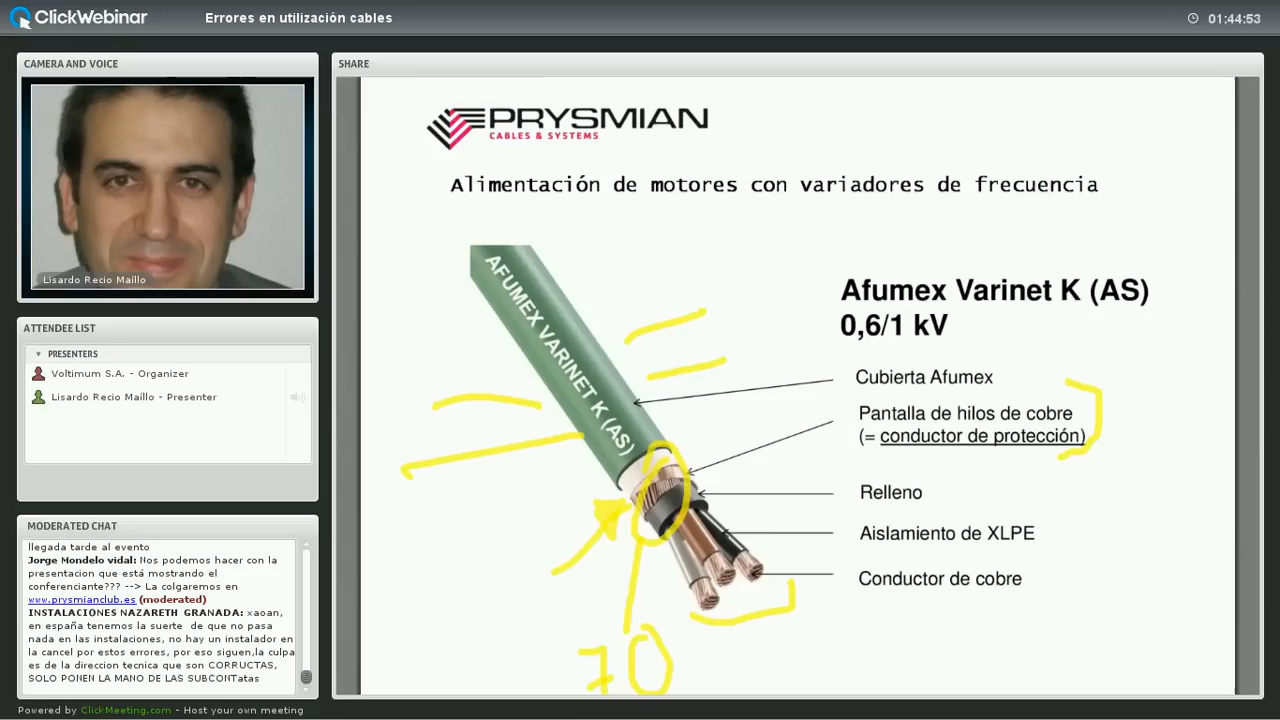 ClickWebinar
Errores en utilización cables
01:44:53
CAMERA AND VOICE
Lisardo Recio Maíllo
ATTENDEE LIST
PRESENTERS
Voltimum S.A. - Organizer
Lisardo Recio Maíllo - Presenter
MODERATED CHAT
llegada tarde al evento
Jorge Mondelo vidal: Nos podemos hacer con la
presentacion que está mostrando el
conferenciante??? --> La colgaremos en
www.prysmianclub.es (moderated)
INSTALACIONES NAZARETH GRANADA: xaoan,
en españa tenemos la suerte de que no pasa
nada en las instalaciones, no hay un instalador en
la cancel por estos errores, por eso siguen,la culpa
es de la direccion tecnica que son CORRUCTAS,
SOLO PONEN LA MANO DE LAS SUBCONTatas
Powered by ClickMeeting.com - Host your own meeting
SHARE
PRYSMIAN
CABLES & SYSTEMS
Alimentación de motores con variadores de frecuencia
AFUMEX VARINET K (AS)
Afumex Varinet K (AS)
0,6/1 kV
Cubierta Afumex
Pantalla de hilos de cobre
(= conductor de protección)
Relleno
Aislamiento de XLPE
Conductor de cobre
70